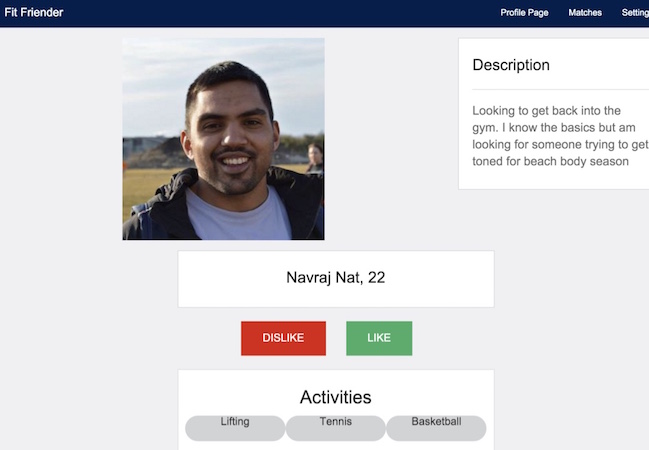 Fit Friender
Profile Page Matches Setting
Description
Looking to get back into the
gym. I know the basics but am
looking for someone trying to get
toned for beach body season
Navraj Nat, 22
DISLIKE LIKE
Activities
Lifting Tennis Basketball